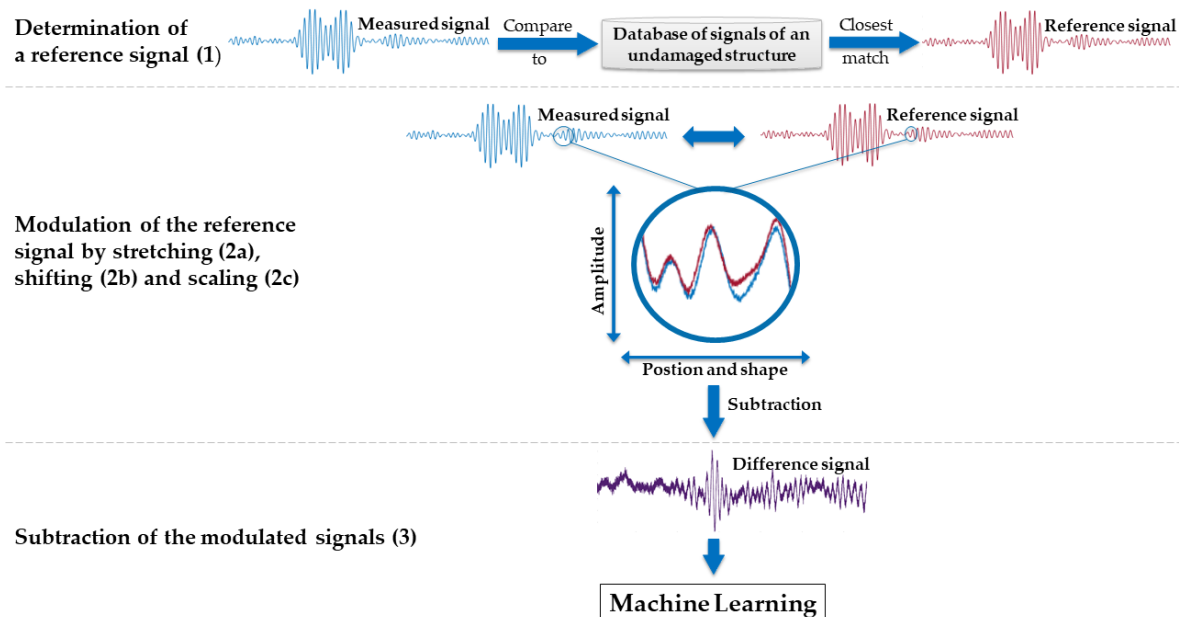 Determination of
a reference signal (1)
Measured signal
Compare
to
Database of signals of an
undamaged structure
Closest
match
Reference signal
Measured signal
Reference signal
Modulation of the reference
signal by stretching (2a),
shifting (2b) and scaling (2c)
Amplitude
Postion and shape
Subtraction
Difference signal
Subtraction of the modulated signals (3)
Machine Learning